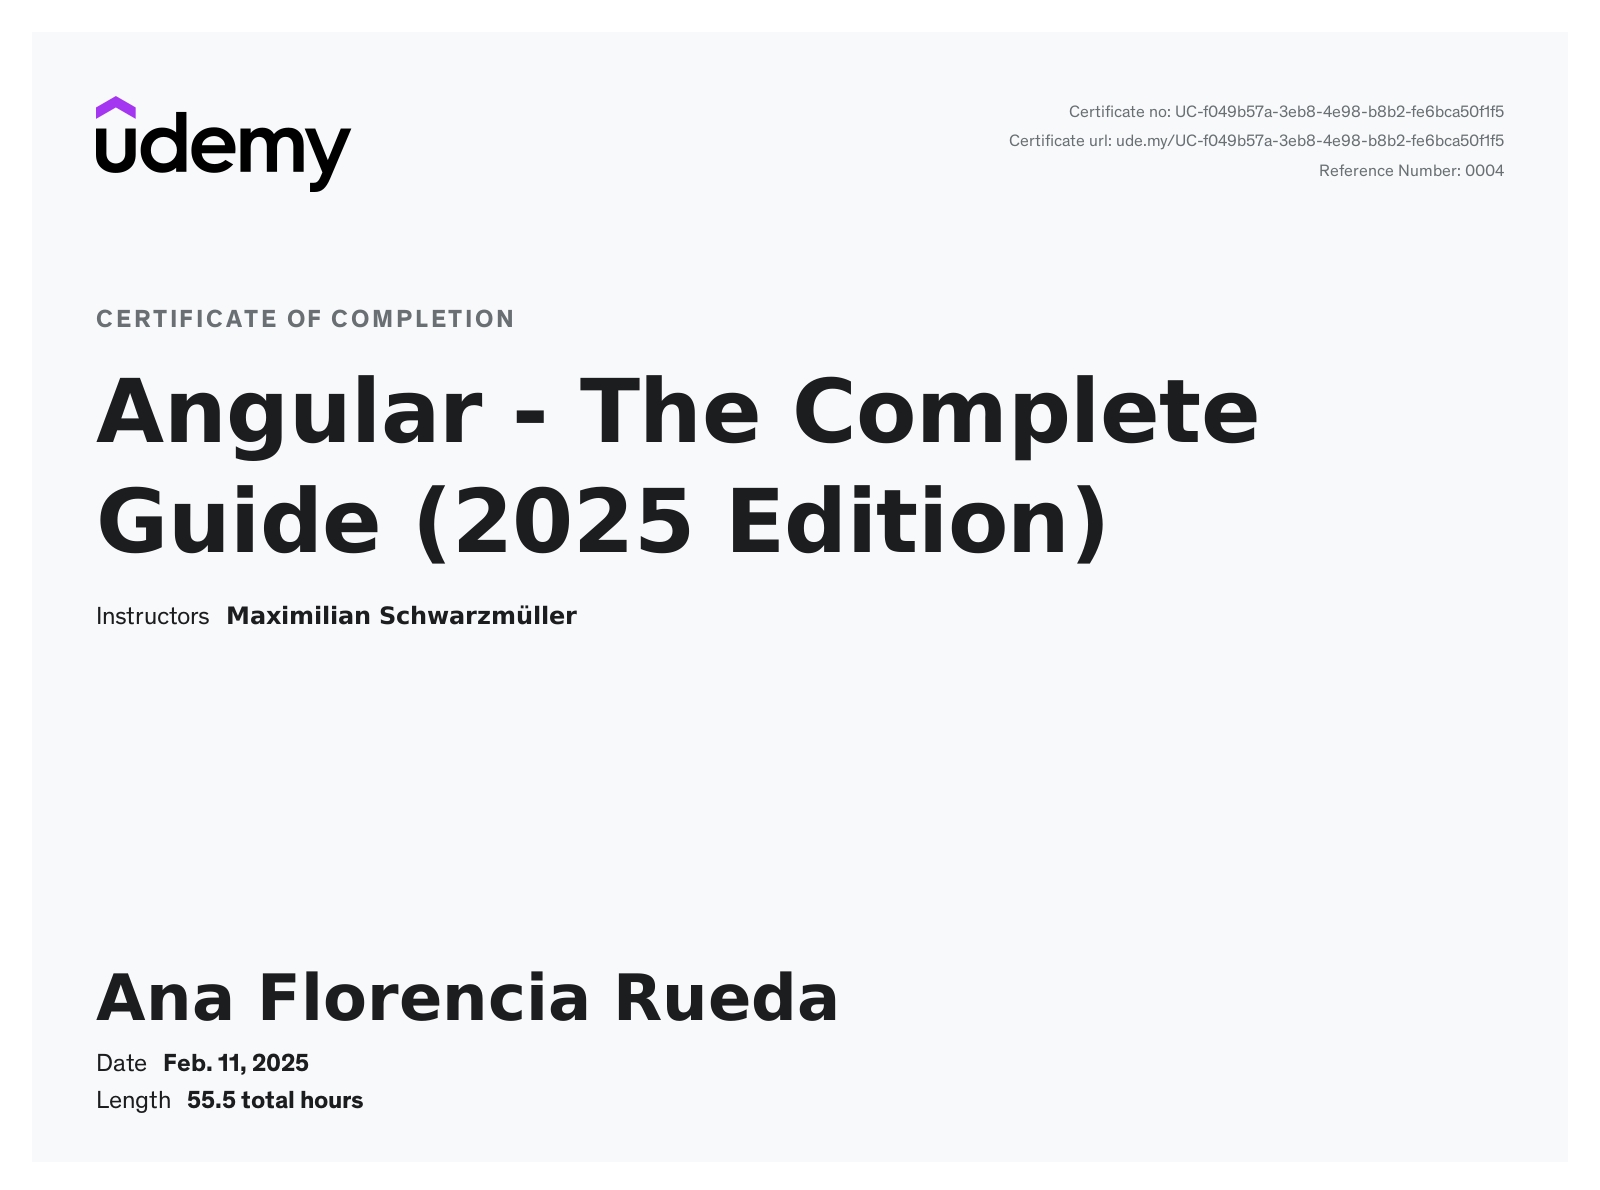 udemy
Certificate no: UC-f049b57a-3eb8-4e98-b8b2-fe6bca50f1f5
Certificate url: ude.my/UC-f049b57a-3eb8-4e98-b8b2-fe6bca50f1f5
Reference Number: 0004
CERTIFICATE OF COMPLETION
Angular - The Complete
Guide (2025 Edition)
Instructors Maximilian Schwarzmüller
Ana Florencia Rueda
Date Feb. 11, 2025
Length 55.5 total hours